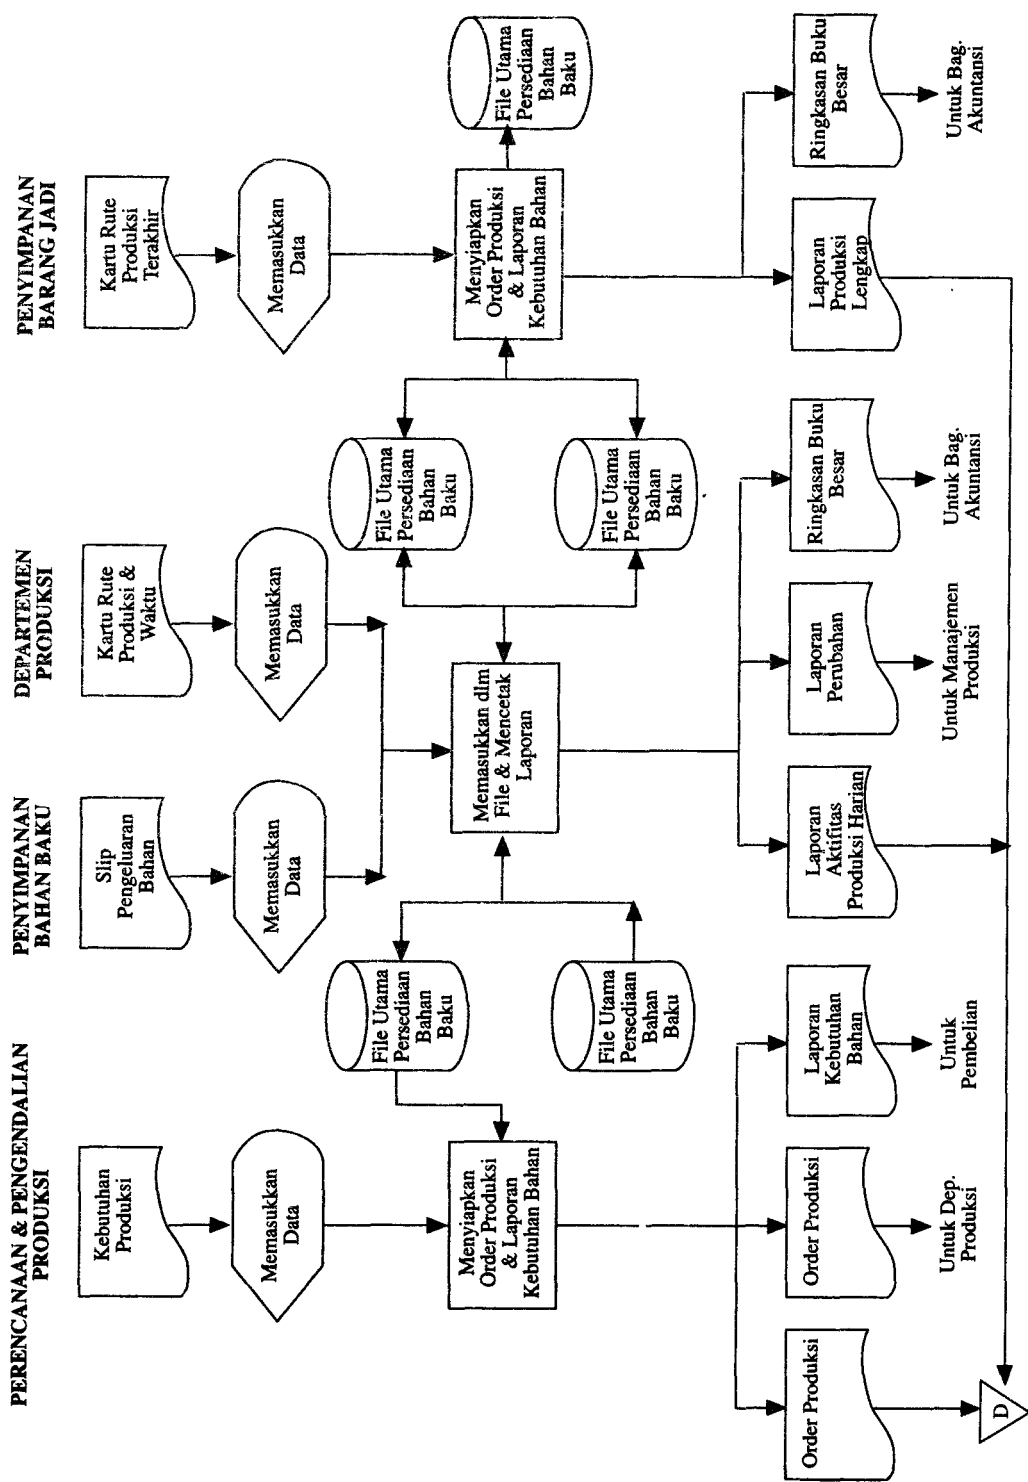 PERENCANAAN & PENGENDALIAN
PRODUKSI
PENYIMPANAN
BAHAN BAKU
DEPARTEMEN
PRODUKSI
PENYIMPANAN
BARANG JADI
Kebutuhan
Produksi
Slip
Pengeluaran
Bahan
Kartu Rute
Produksi &
Waktu
Kartu Rute
Produksi
Terakhir
Memasukkan
Data
Memasukkan
Data
Memasukkan
Data
Memasukkan
Data
File Utama
Persediaan
Bahan
Baku
File Utama
Persediaan
Bahan
Baku
File Utama
Persediaan
Bahan
Baku
Menyiapkan
Order Produksi
& Laporan
Kebutuhan Bahan
Memasukkan dlm
File & Mencetak
Laporan
Menyiapkan
Order Produksi
& Laporan
Kebutuhan Bahan
File Utama
Persediaan
Bahan
Baku
File Utama
Persediaan
Bahan
Baku
Order Produksi
Order Produksi
Laporan
Kebutuhan
Bahan
Laporan
Aktifitas
Produksi Harian
Laporan
Perubahan
Ringkasan Buku
Besar
Laporan
Produksi
Lengkap
Ringkasan Buku
Besar
Untuk Dep.
Produksi
Untuk
Pembelian
Untuk Manajemen
Produksi
Untuk Bag.
Akuntansi
Untuk Bag.
Akuntansi
D